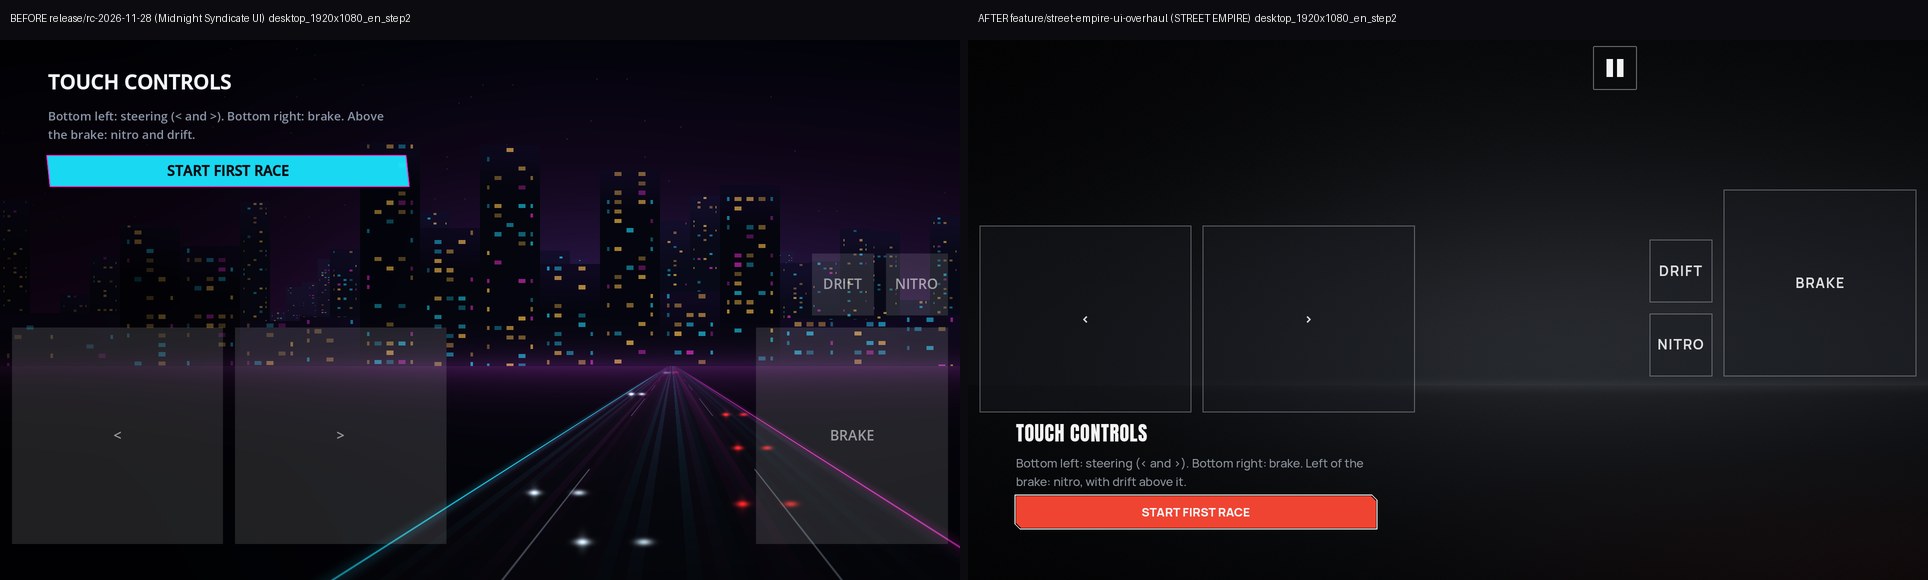 BEFORE release/rc-2026-11-28 (Midnight Syndicate UI) desktop_1920x1080_en_step2
TOUCH CONTROLS
Bottom left: steering (< and >). Bottom right: brake. Above
the brake: nitro and drift.
START FIRST RACE
DRIFT
NITRO
<
>
BRAKE
AFTER feature/street-empire-ui-overhaul (STREET EMPIRE) desktop_1920x1080_en_step2
DRIFT
BRAKE
‹
›
NITRO
TOUCH CONTROLS
Bottom left: steering (‹ and ›). Bottom right: brake. Left of the
brake: nitro, with drift above it.
START FIRST RACE